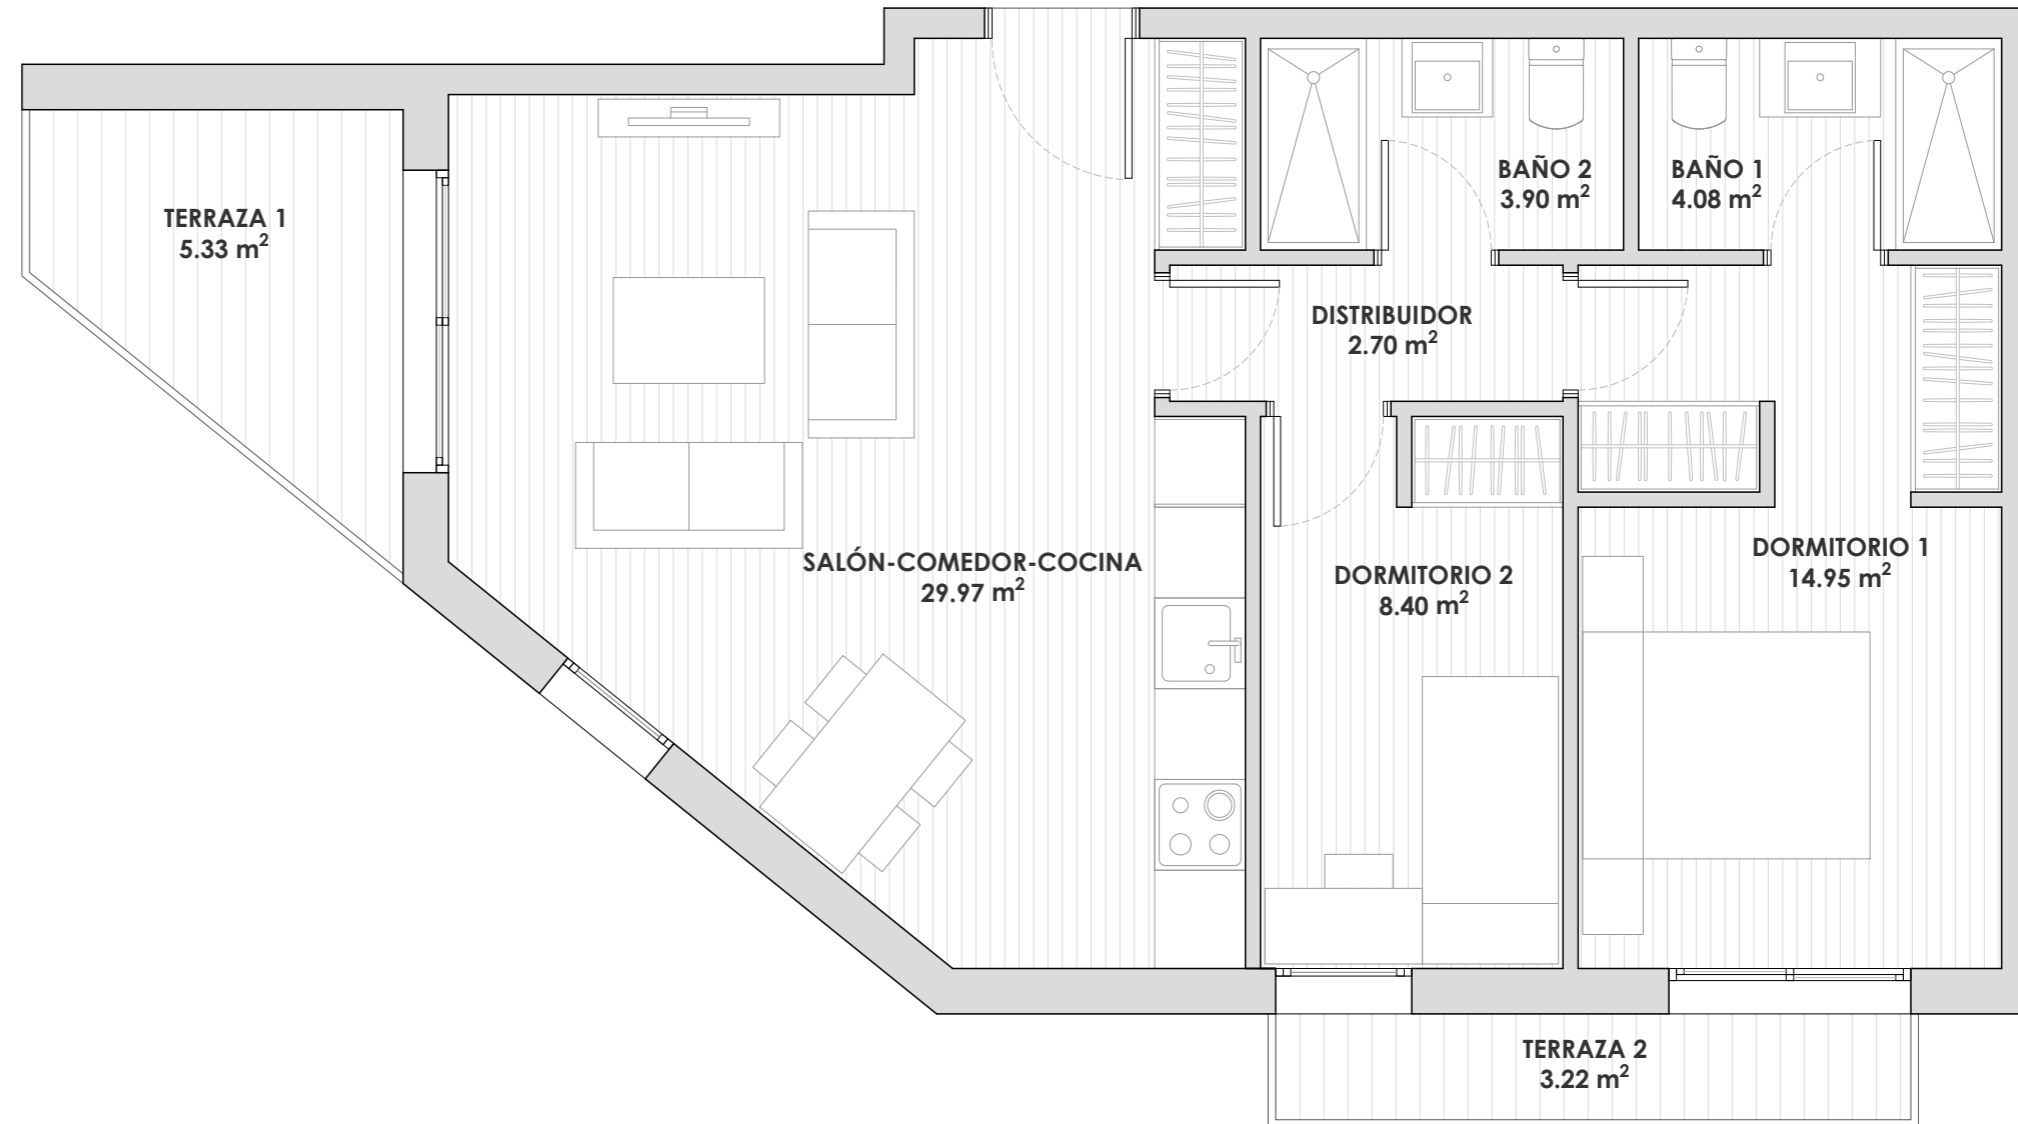 TERRAZA 1
5.33 m²
BAÑO 2
3.90 m²
BAÑO 1
4.08 m²
DISTRIBUIDOR
2.70 m²
SALÓN-COMEDOR-COCINA
29.97 m²
DORMITORIO 2
8.40 m²
DORMITORIO 1
14.95 m²
TERRAZA 2
3.22 m²